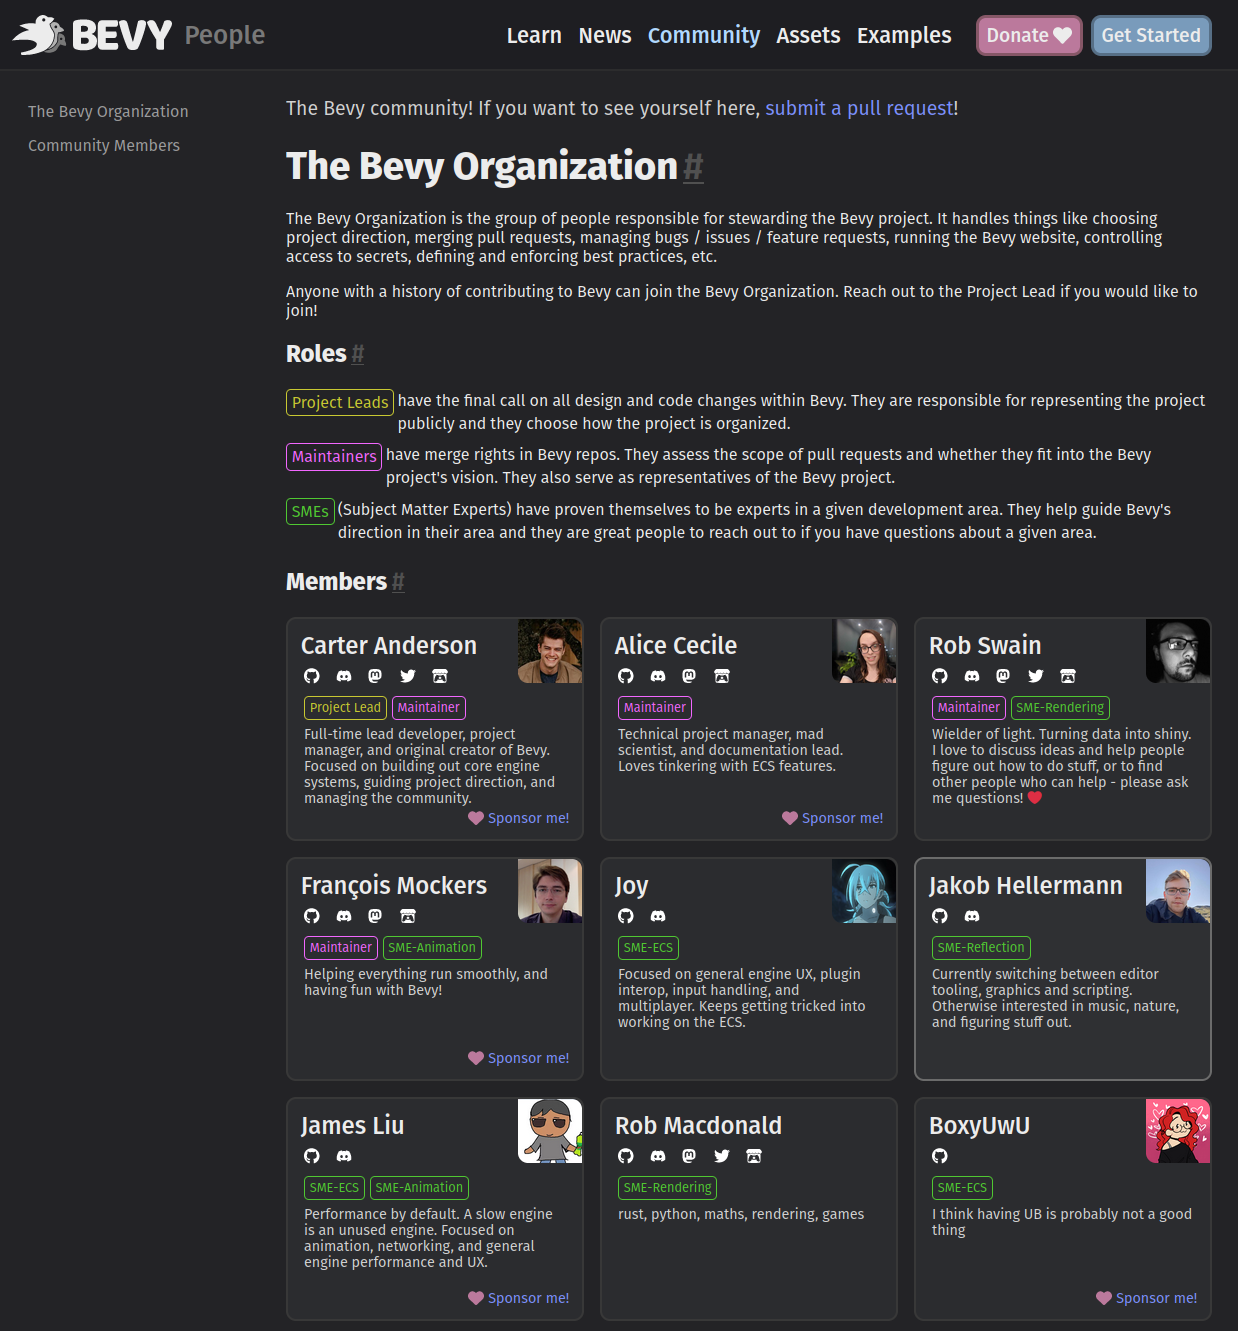 BEVY People
Learn News Community Assets Examples Donate Get Started
The Bevy Organization
Community Members
The Bevy community! If you want to see yourself here, submit a pull request!
The Bevy Organization #
The Bevy Organization is the group of people responsible for stewarding the Bevy project. It handles things like choosing
project direction, merging pull requests, managing bugs / issues / feature requests, running the Bevy website, controlling
access to secrets, defining and enforcing best practices, etc.
Anyone with a history of contributing to Bevy can join the Bevy Organization. Reach out to the Project Lead if you would like to
join!
Roles #
Project Leads have the final call on all design and code changes within Bevy. They are responsible for representing the project
publicly and they choose how the project is organized.
Maintainers have merge rights in Bevy repos. They assess the scope of pull requests and whether they fit into the Bevy
project's vision. They also serve as representatives of the Bevy project.
SMEs (Subject Matter Experts) have proven themselves to be experts in a given development area. They help guide Bevy's
direction in their area and they are great people to reach out to if you have questions about a given area.
Members #
Carter Anderson
Project Lead Maintainer
Full-time lead developer, project
manager, and original creator of Bevy.
Focused on building out core engine
systems, guiding project direction, and
managing the community.
Sponsor me!
Alice Cecile
Maintainer
Technical project manager, mad
scientist, and documentation lead.
Loves tinkering with ECS features.
Sponsor me!
Rob Swain
Maintainer SME-Rendering
Wielder of light. Turning data into shiny.
I love to discuss ideas and help people
figure out how to do stuff, or to find
other people who can help - please ask
me questions! ❤️
François Mockers
Maintainer SME-Animation
Helping everything run smoothly, and
having fun with Bevy!
Sponsor me!
Joy
SME-ECS
Focused on general engine UX, plugin
interop, input handling, and
multiplayer. Keeps getting tricked into
working on the ECS.
Jakob Hellermann
SME-Reflection
Currently switching between editor
tooling, graphics and scripting.
Otherwise interested in music, nature,
and figuring stuff out.
James Liu
SME-ECS SME-Animation
Performance by default. A slow engine
is an unused engine. Focused on
animation, networking, and general
engine performance and UX.
Sponsor me!
Rob Macdonald
SME-Rendering
rust, python, maths, rendering, games
BoxyUwU
SME-ECS
I think having UB is probably not a good
thing
Sponsor me!